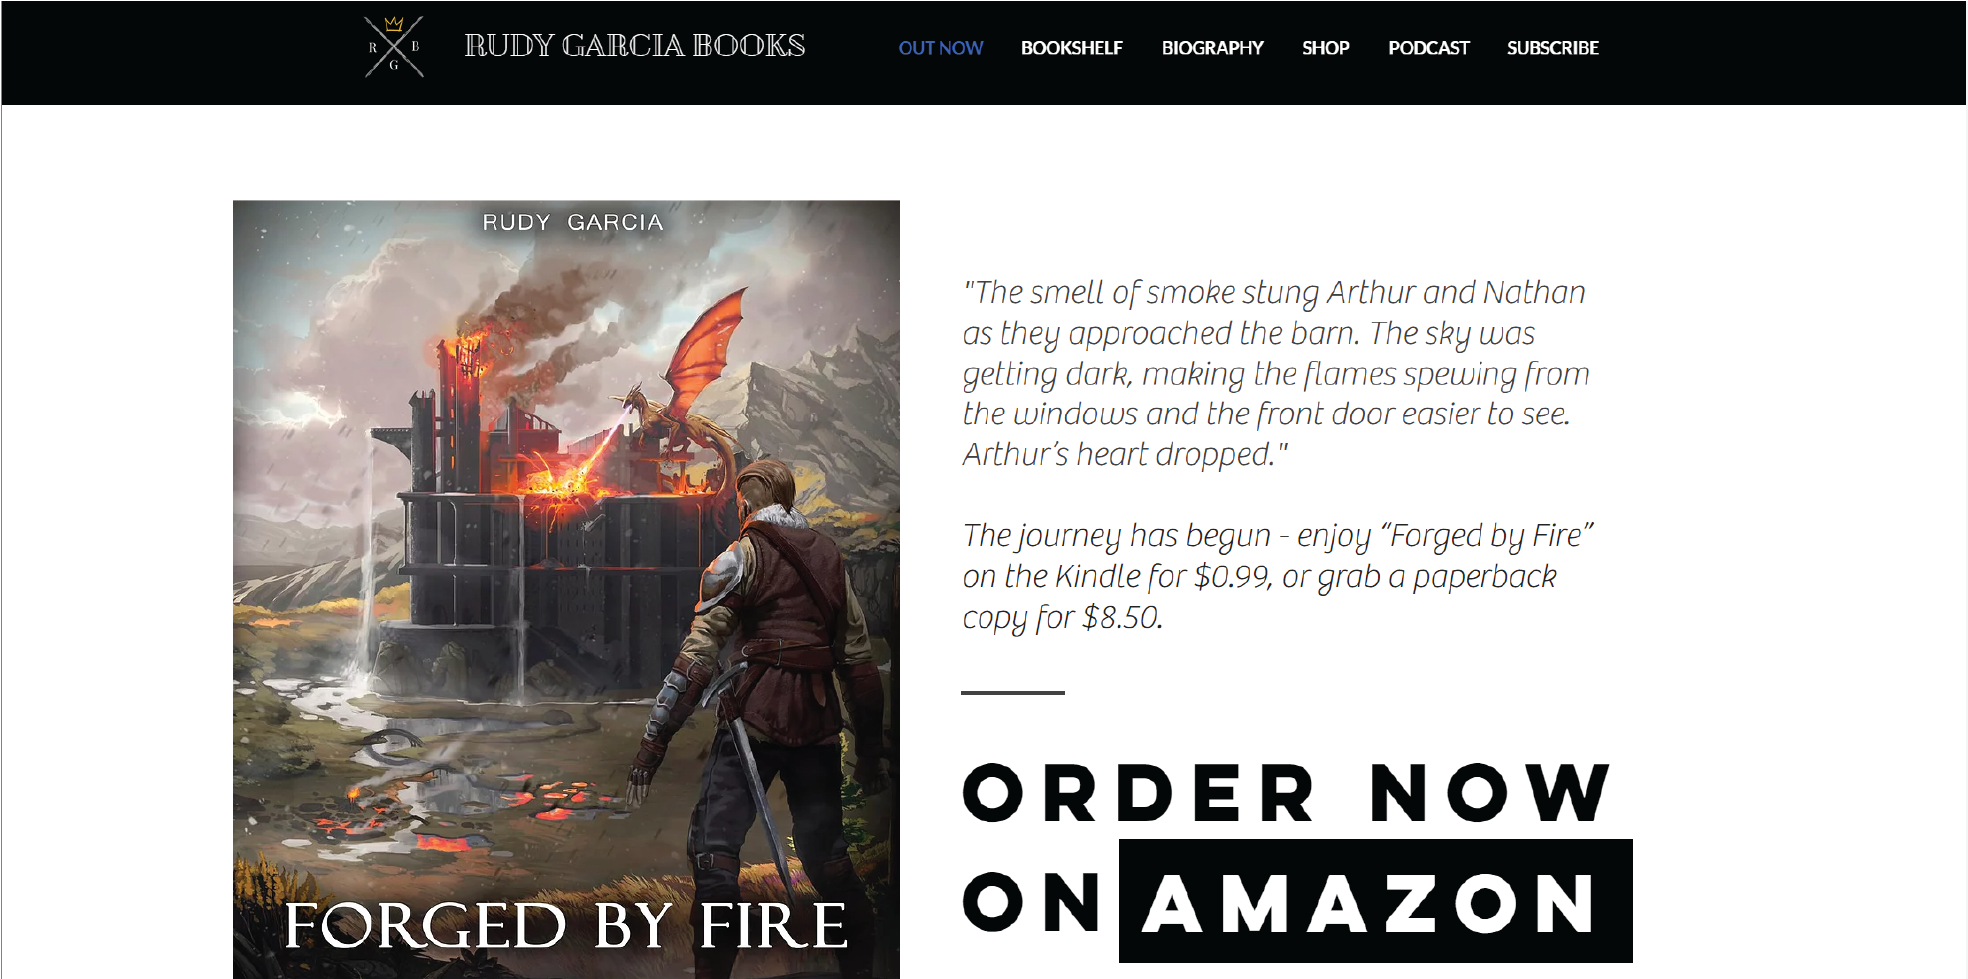 R B
G
RUDY GARCIA BOOKS
OUT NOW BOOKSHELF BIOGRAPHY SHOP PODCAST SUBSCRIBE
RUDY GARCIA
FORGED BY FIRE
"The smell of smoke stung Arthur and Nathan
as they approached the barn. The sky was
getting dark, making the flames spewing from
the windows and the front door easier to see.
Arthur’s heart dropped."
The journey has begun - enjoy “Forged by Fire”
on the Kindle for $0.99, or grab a paperback
copy for $8.50.
ORDER NOW
ON AMAZON